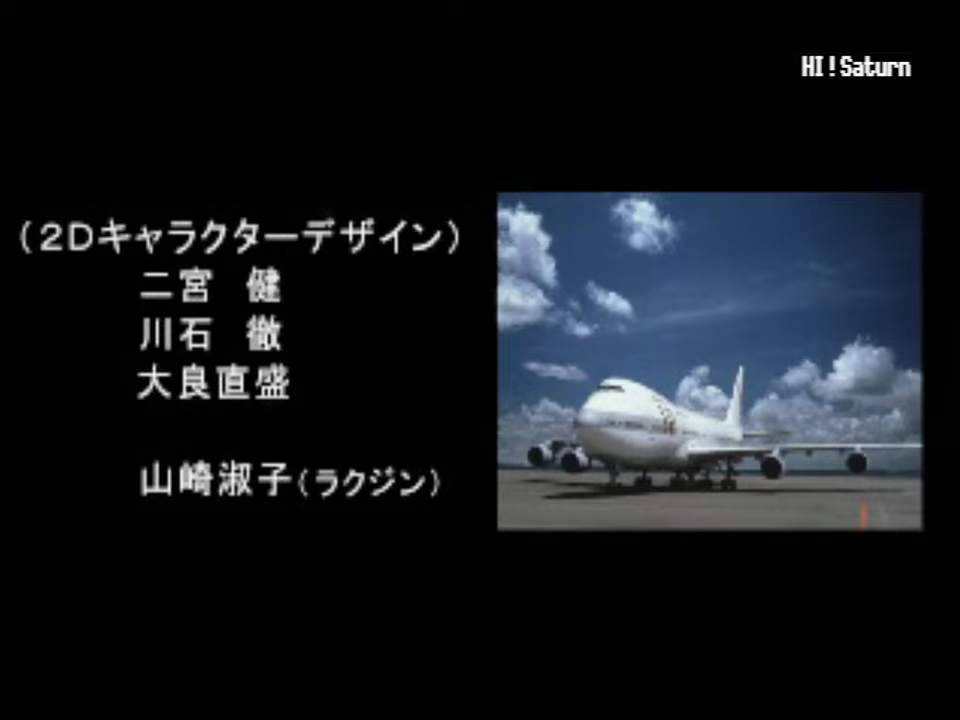 HI!Saturn
(2Dキャラクターデザイン)
二宮 健
川石 徹
大良直盛
山崎淑子(ラクジン)